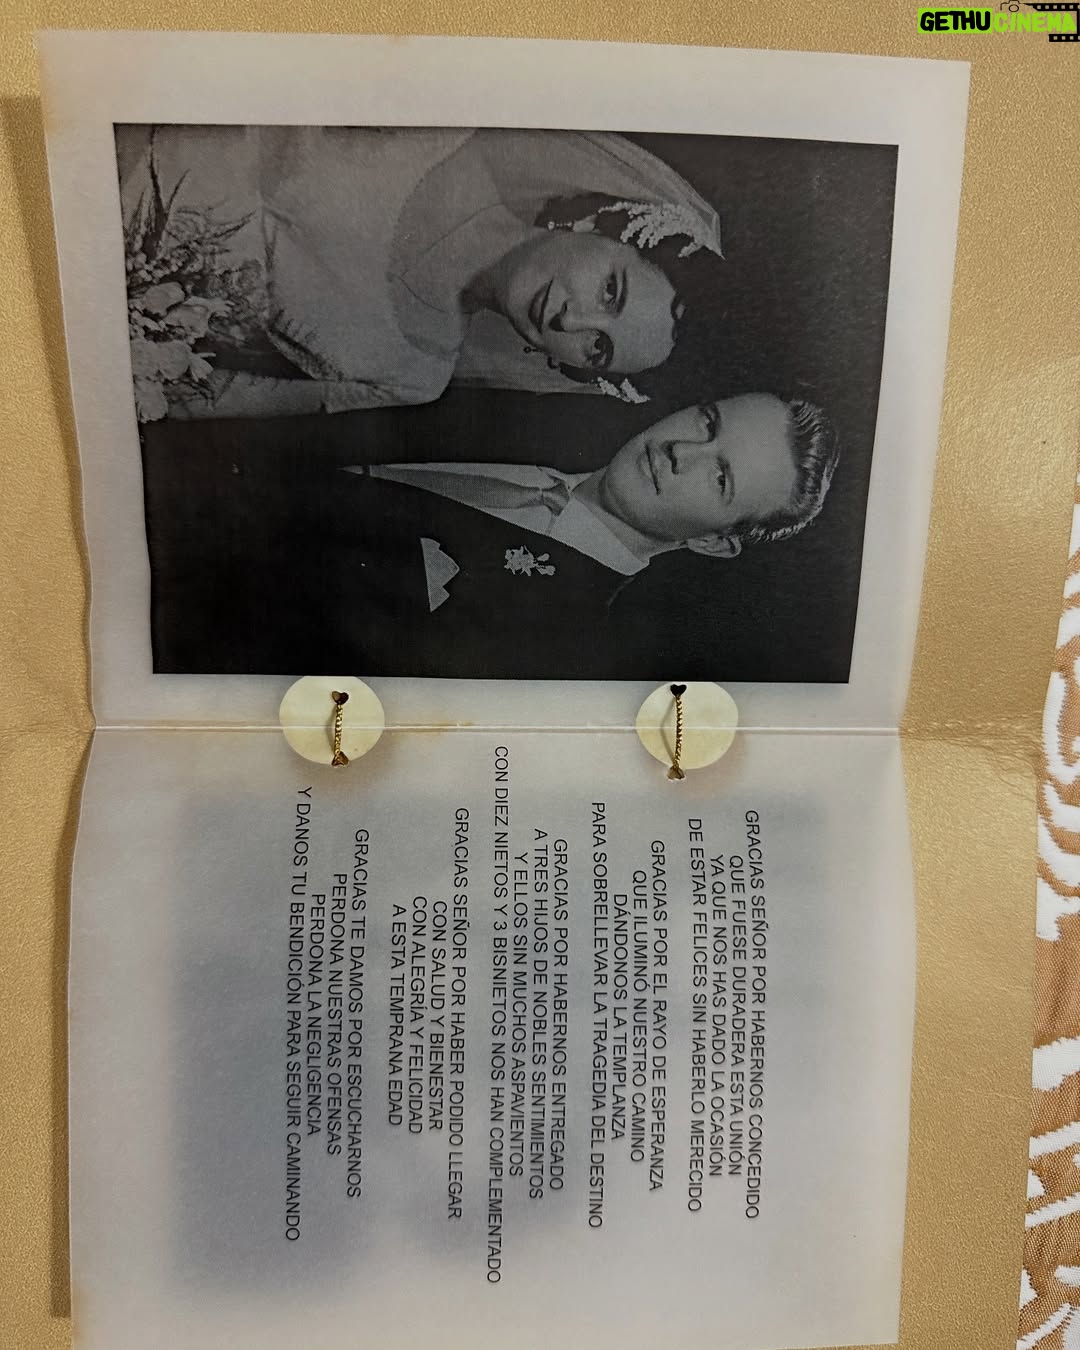 GETHUCINEMA
GRACIAS SEÑOR POR HABERNOS CONCEDIDO
QUE FUESE DURADERA ESTA UNIÓN
YA QUE NOS HAS DADO LA OCASIÓN
DE ESTAR FELICES SIN HABERLO MERECIDO
GRACIAS POR EL RAYO DE ESPERANZA
QUE ILUMINÓ NUESTRO CAMINO
DÁNDONOS LA TEMPLANZA
PARA SOBRELLEVAR LA TRAGEDIA DEL DESTINO
GRACIAS POR HABERNOS ENTREGADO
A TRES HIJOS DE NOBLES SENTIMIENTOS
Y ELLOS SIN MUCHOS ASPAVIENTOS
CON DIEZ NIETOS Y 3 BISNIETOS NOS HAN COMPLEMENTADO
GRACIAS SEÑOR POR HABER PODIDO LLEGAR
CON SALUD Y BIENESTAR
CON ALEGRÍA Y FELICIDAD
A ESTA TEMPRANA EDAD
GRACIAS TE DAMOS POR ESCUCHARNOS
PERDONA NUESTRAS OFENSAS
PERDONA LA NEGLIGENCIA
Y DANOS TU BENDICIÓN PARA SEGUIR CAMINANDO